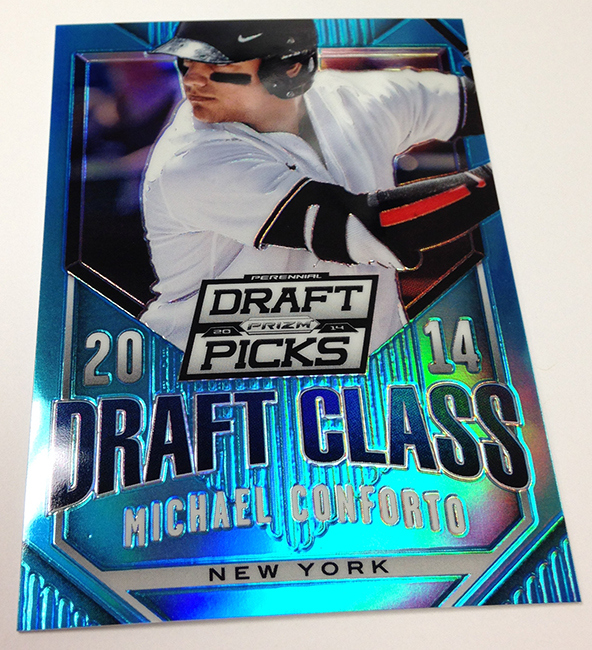 PERENNIAL
DRAFT
20 PRIZM 14
PICKS
20 14
DRAFT CLASS
MICHAEL CONFORTO
NEW YORK